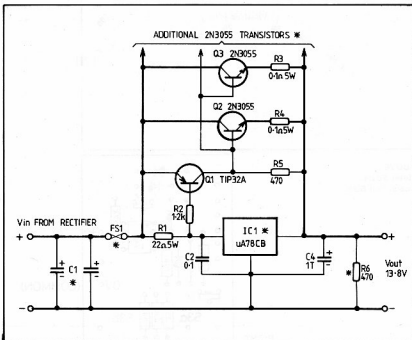 ADDITIONAL 2N3055 TRANSISTORS *
Q3 2N3055
R3
0·1Ω5W
Q2 2N3055
R4
0·1Ω5W
R5
470
Q1 TIP32A
R2
1·2k
Vin FROM RECTIFIER
FS1
*
R1
22Ω5W
IC1 *
uA78CB
+
+
+
+
+
C1
*
C2
0·1
C4
1T
*
R6
470
Vout
13·8V
−
−